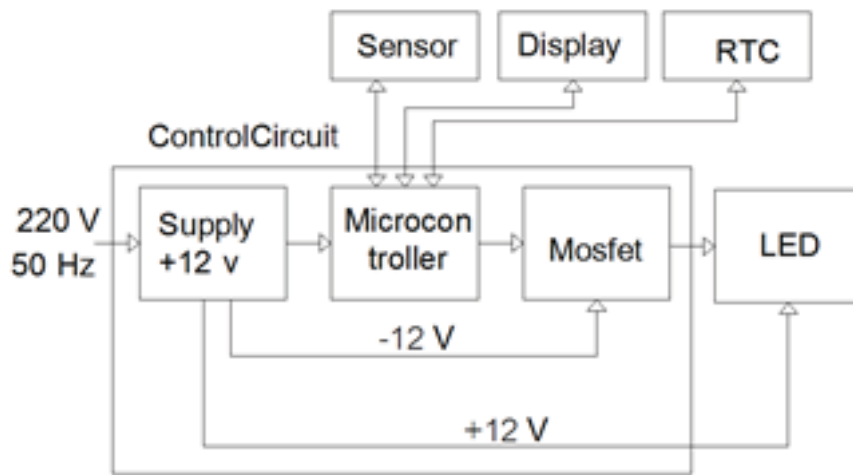 Sensor
Display
RTC
ControlCircuit
220 V
50 Hz
Supply
+12 v
Microcon
troller
Mosfet
LED
-12 V
+12 V